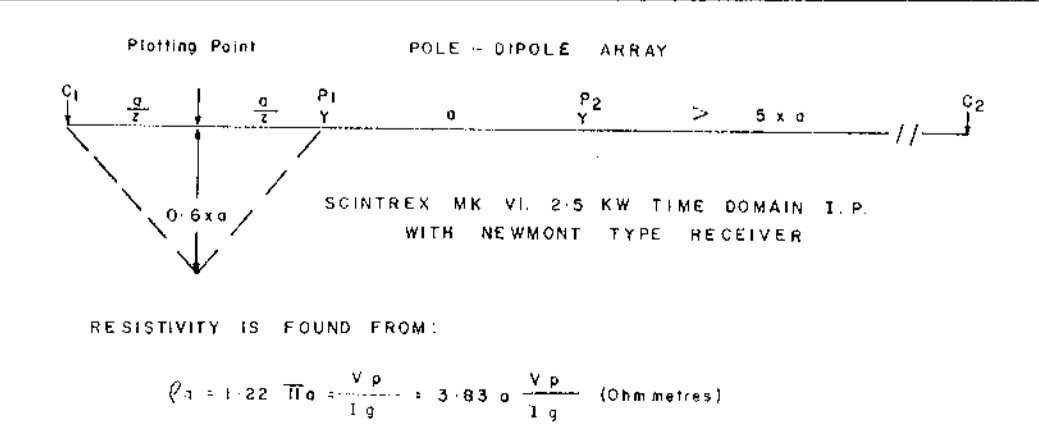 Plotting Point POLE - DIPOLE ARRAY
C1 a/2 a/2 P1 a P2 > 5 x a C2
Y Y
//
0.6xa
SCINTREX MK VI. 2.5 KW TIME DOMAIN I.P.
WITH NEWMONT TYPE RECEIVER
RESISTIVITY IS FOUND FROM:
ρa = 1.22 πa = Vp/Ig = 3.83 a Vp/Ig (Ohm metres)